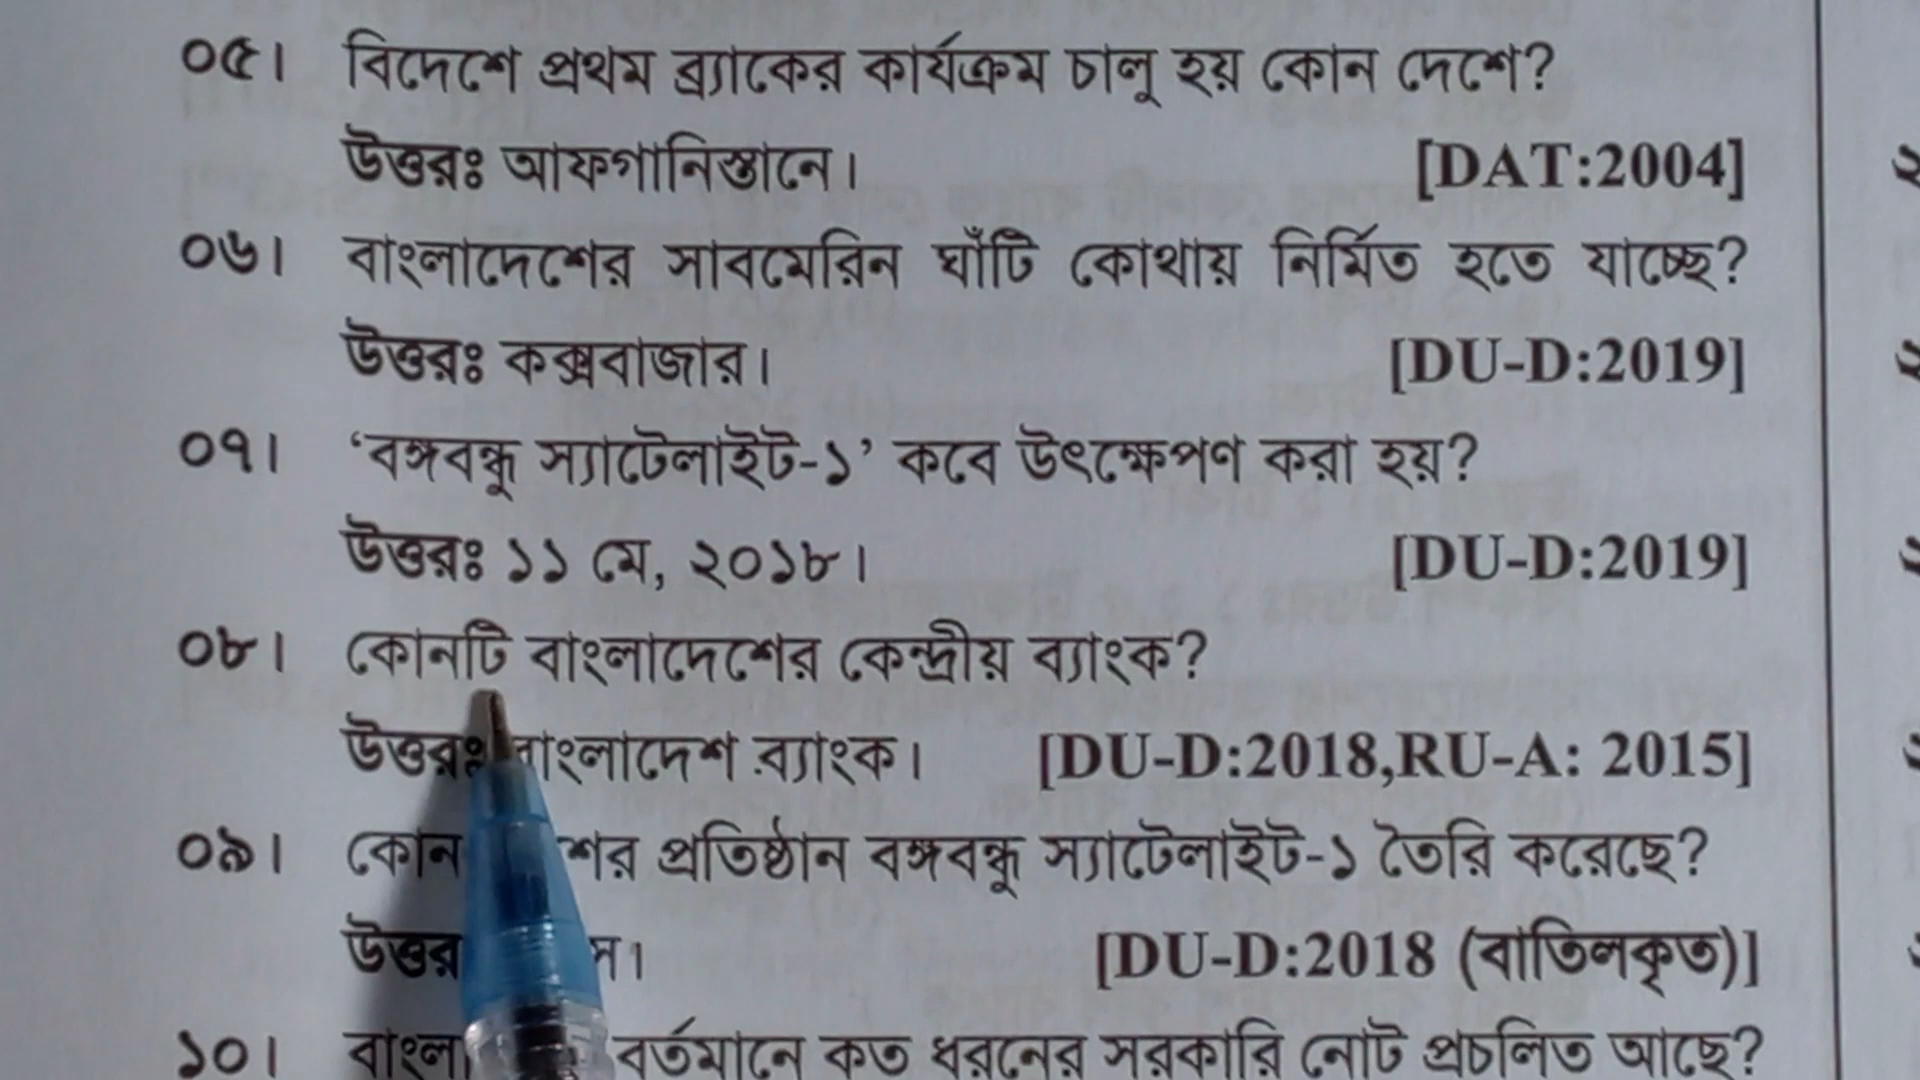 ০৫। বিদেশে প্রথম ব্র্যাকের কার্যক্রম চালু হয় কোন দেশে?
উত্তরঃ আফগানিস্তানে। [DAT:2004]
০৬। বাংলাদেশের সাবমেরিন ঘাঁটি কোথায় নির্মিত হতে যাচ্ছে?
উত্তরঃ কক্সবাজার। [DU-D:2019]
০৭। ‘বঙ্গবন্ধু স্যাটেলাইট-১’ কবে উৎক্ষেপণ করা হয়?
উত্তরঃ ১১ মে, ২০১৮। [DU-D:2019]
০৮। কোনটি বাংলাদেশের কেন্দ্রীয় ব্যাংক?
উত্তরঃ বাংলাদেশ ব্যাংক। [DU-D:2018,RU-A: 2015]
০৯। কোন প্রতিষ্ঠান বঙ্গবন্ধু স্যাটেলাইট-১ তৈরি করেছে?
[DU-D:2018 (বাতিলকৃত)]
১০। বর্তমানে কত ধরনের সরকারি নোট প্রচলিত আছে?